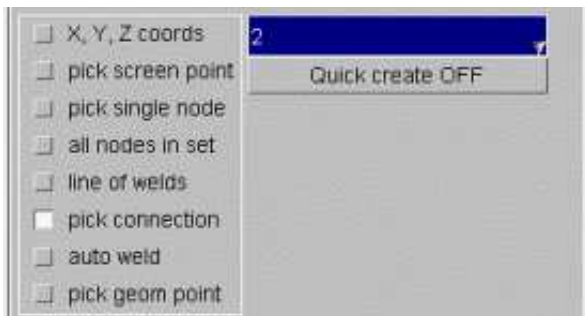 X, Y, Z coords
2
pick screen point
Quick create OFF
pick single node
all nodes in set
line of welds
pick connection
auto weld
pick geom point